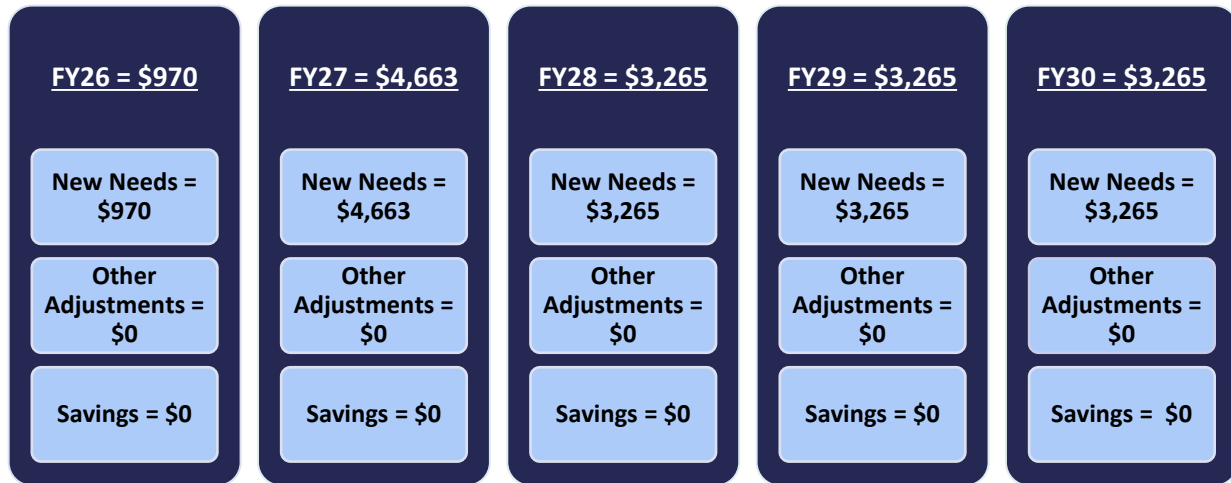 FY26 = $970
New Needs =
$970
Other
Adjustments =
$0
Savings = $0
FY27 = $4,663
New Needs =
$4,663
Other
Adjustments =
$0
Savings = $0
FY28 = $3,265
New Needs =
$3,265
Other
Adjustments =
$0
Savings = $0
FY29 = $3,265
New Needs =
$3,265
Other
Adjustments =
$0
Savings = $0
FY30 = $3,265
New Needs =
$3,265
Other
Adjustments =
$0
Savings =  $0